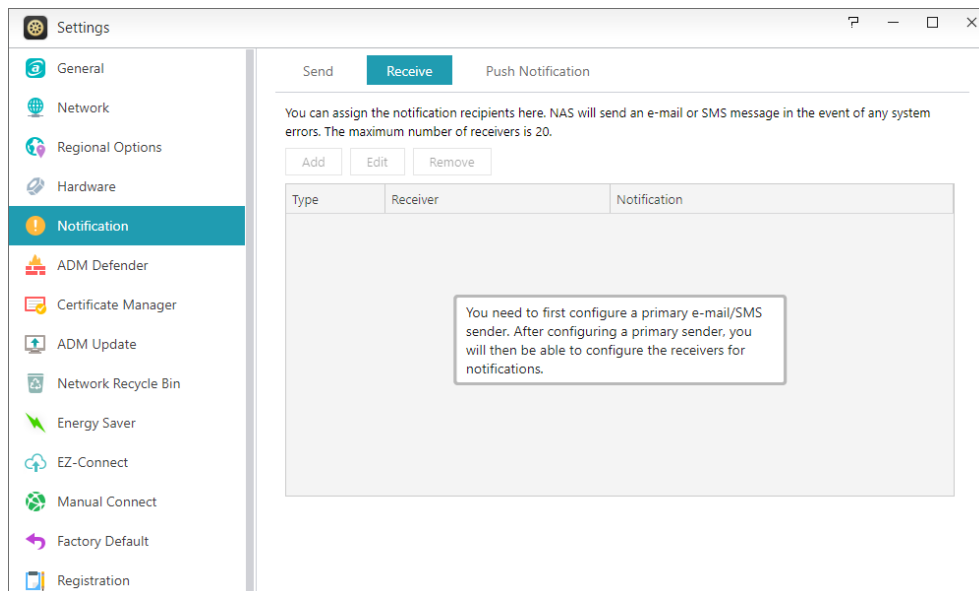 Settings
General
Network
Regional Options
Hardware
Notification
ADM Defender
Certificate Manager
ADM Update
Network Recycle Bin
Energy Saver
EZ-Connect
Manual Connect
Factory Default
Registration
Send Receive Push Notification
You can assign the notification recipients here. NAS will send an e-mail or SMS message in the event of any system
errors. The maximum number of receivers is 20.
Add Edit Remove
Type Receiver Notification
You need to first configure a primary e-mail/SMS
sender. After configuring a primary sender, you
will then be able to configure the receivers for
notifications.